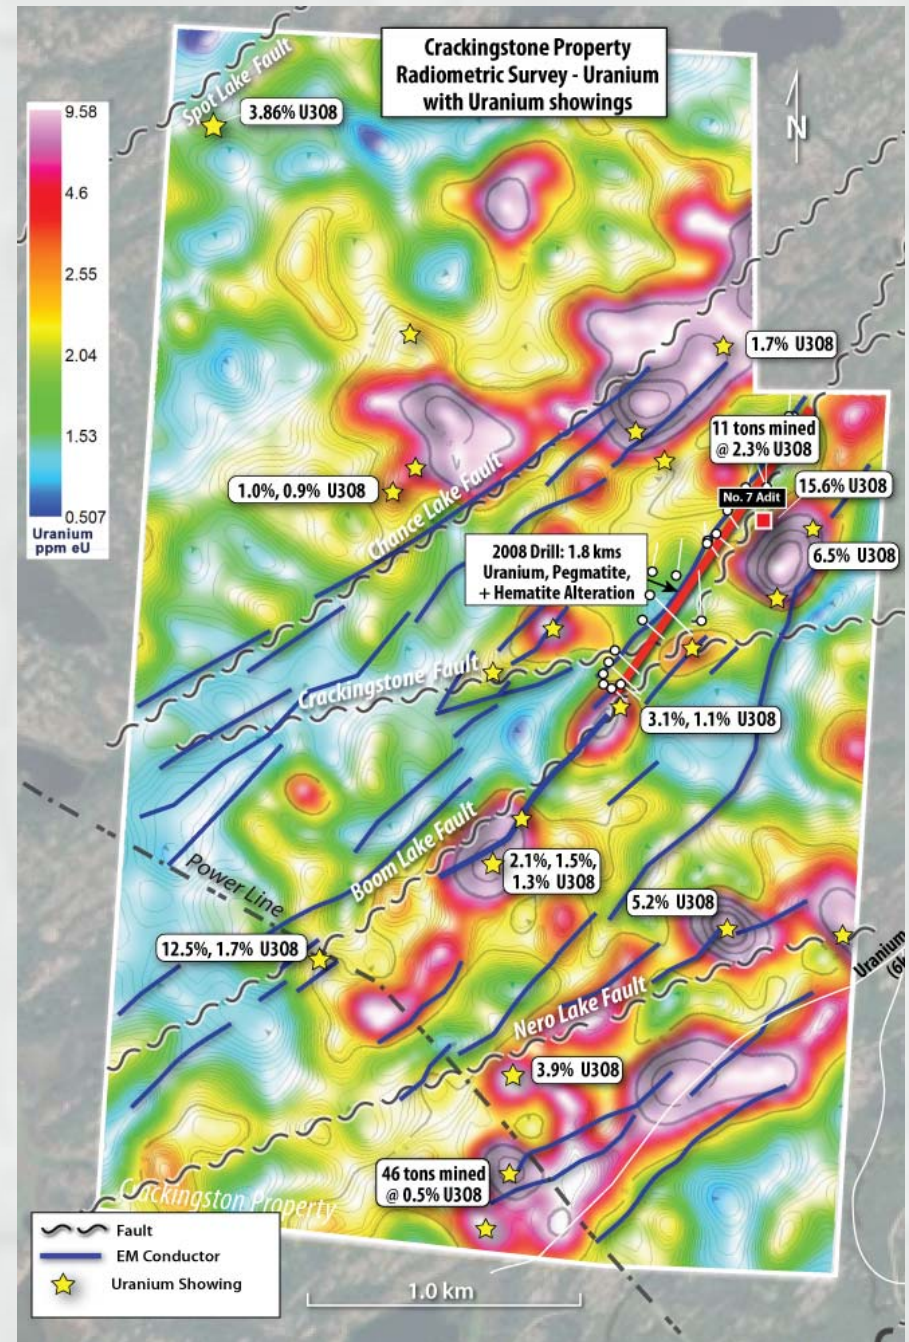 Crackingstone Property
Radiometric Survey - Uranium
with Uranium showings
Spot Lake Fault
3.86% U308
N
9.58
4.6
2.55
2.04
1.53
0.507
Uranium
ppm eU
1.7% U308
11 tons mined
@ 2.3% U308
1.0%, 0.9% U308
Chance Lake Fault
No. 7 Adit
15.6% U308
6.5% U308
2008 Drill: 1.8 kms
Uranium, Pegmatite,
+ Hematite Alteration
Crackingstone Fault
3.1%, 1.1% U308
Boom Lake Fault
2.1%, 1.5%,
1.3% U308
Power Line
5.2% U308
12.5%, 1.7% U308
Uranium
(6k
Nero Lake Fault
3.9% U308
46 tons mined
@ 0.5% U308
Crackingston Property
Fault
EM Conductor
Uranium Showing
1.0 km